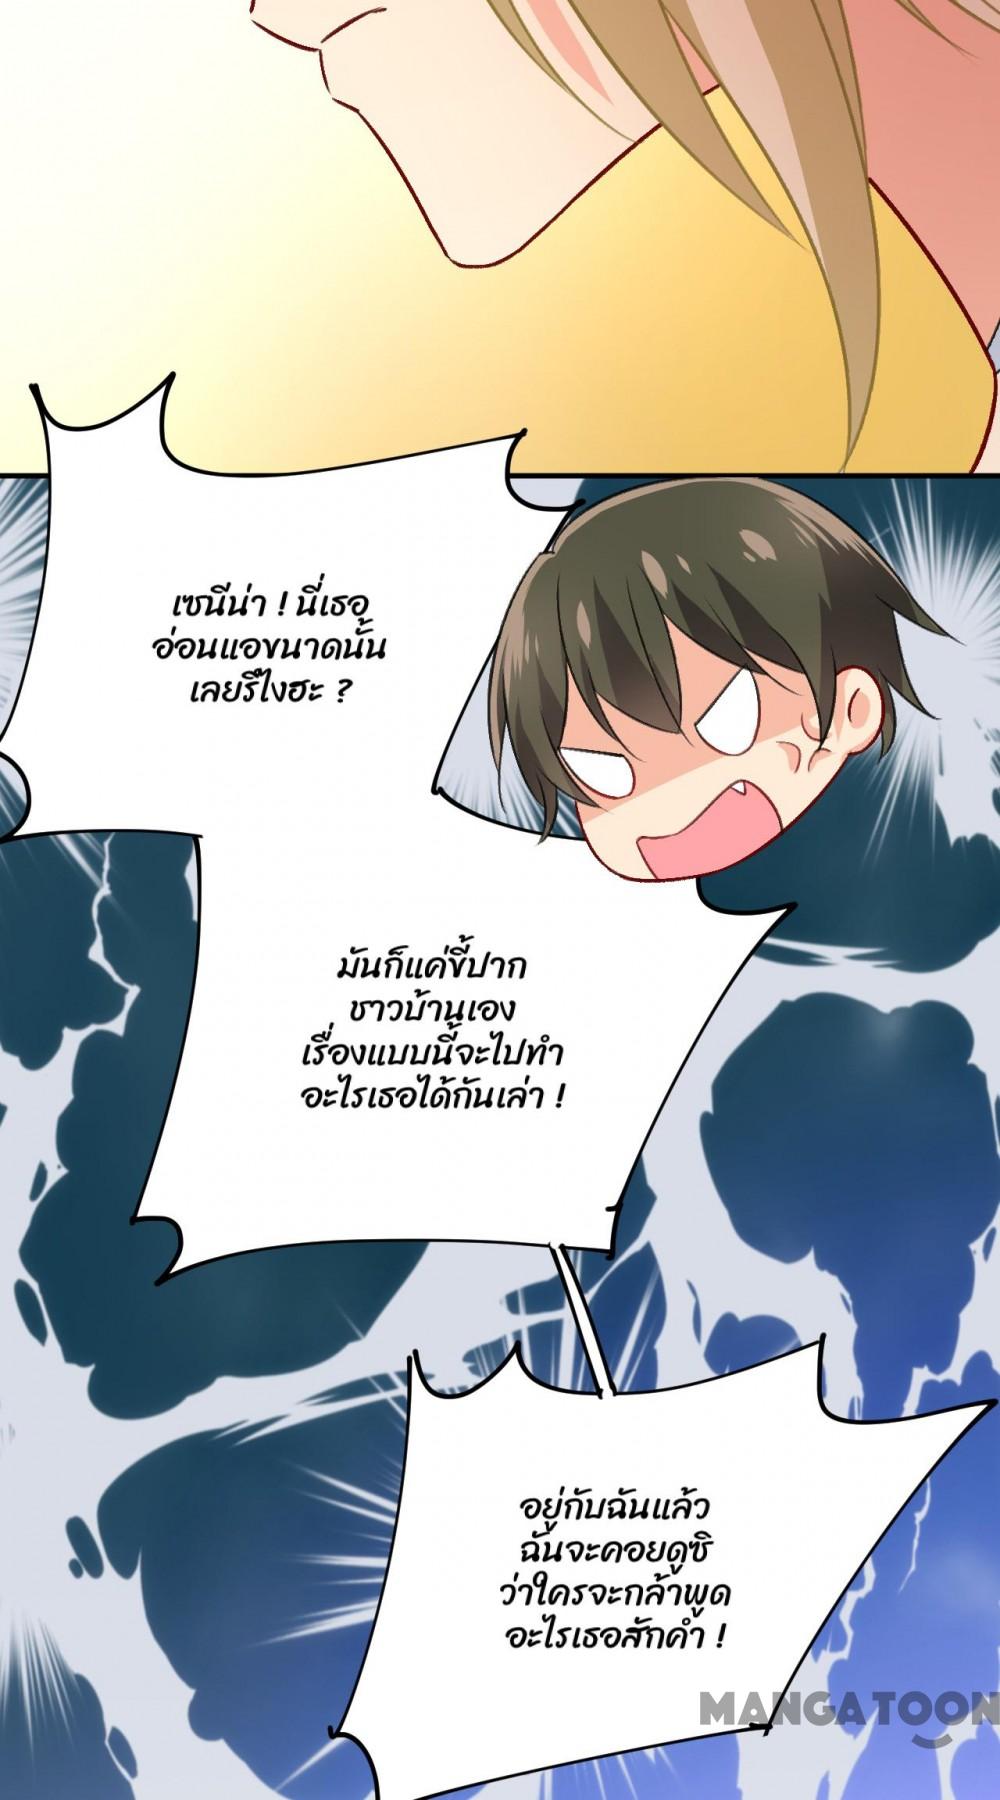 เซนีน่า ! นี่เธอ
อ่อนแอขนาดนั้น
เลยรึไงฮะ ?
มันก็แค่ขี้ปาก
ชาวบ้านเอง
เรื่องแบบนี้จะไปทำ
อะไรเธอได้กันเล่า !
อยู่กับฉันแล้ว
ฉันจะคอยดูซิ
ว่าใครจะกล้าพูด
อะไรเธอสักคำ !
MANGATOON